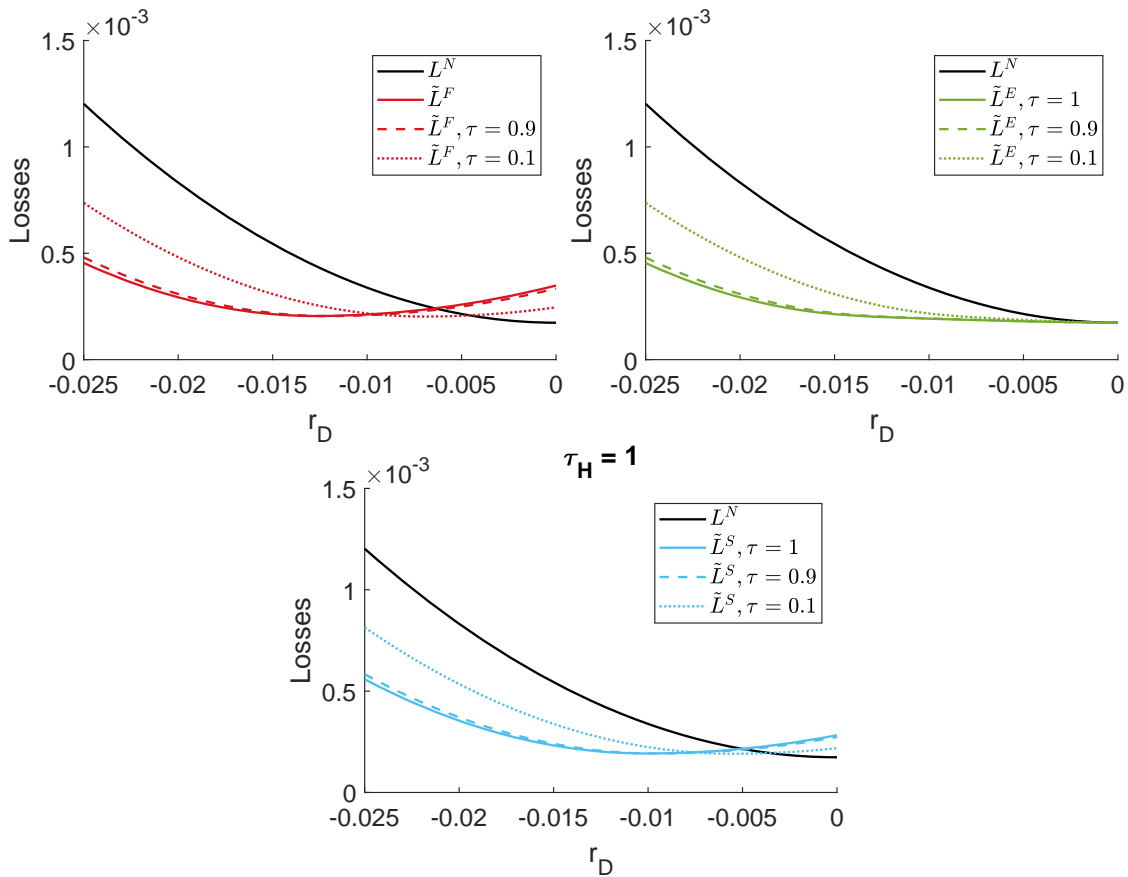 ×10⁻³
1.5
1
0.5
0
Losses
-0.025 -0.02 -0.015 -0.01 -0.005 0
r_D
L^N
L̃^F
L̃^F, τ = 0.9
L̃^F, τ = 0.1
×10⁻³
1.5
1
0.5
0
Losses
-0.025 -0.02 -0.015 -0.01 -0.005 0
r_D
L^N
L̃^E, τ = 1
L̃^E, τ = 0.9
L̃^E, τ = 0.1
τ_H = 1
×10⁻³
1.5
1
0.5
0
Losses
-0.025 -0.02 -0.015 -0.01 -0.005 0
r_D
L^N
L̃^S, τ = 1
L̃^S, τ = 0.9
L̃^S, τ = 0.1